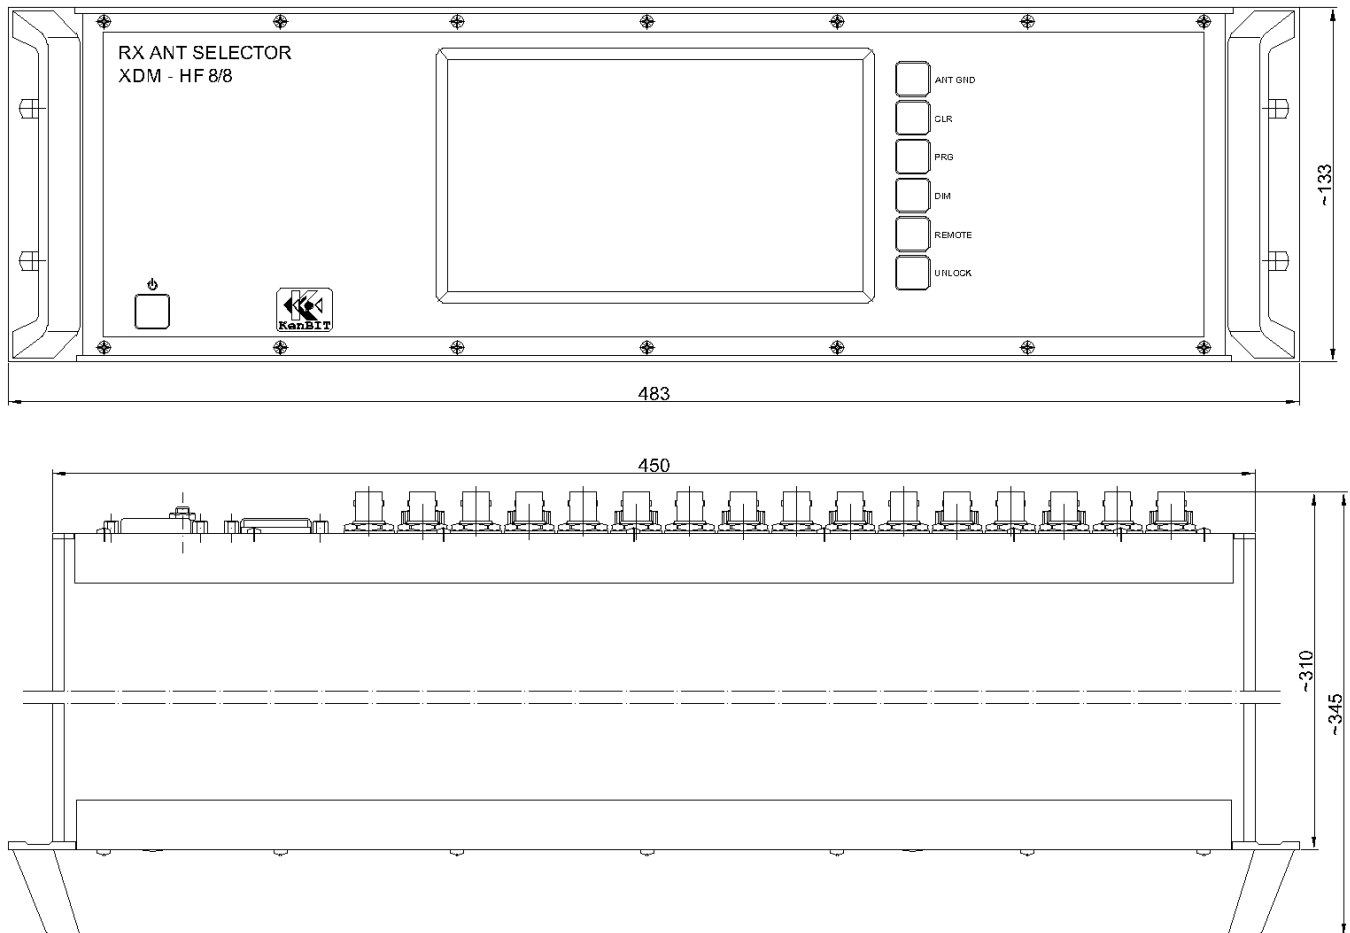 RX ANT SELECTOR
XDM - HF 8/8
ANT GND
CLR
PRG
DIM
REMOTE
UNLOCK
KanBIT
~133
483
450
~310
~345